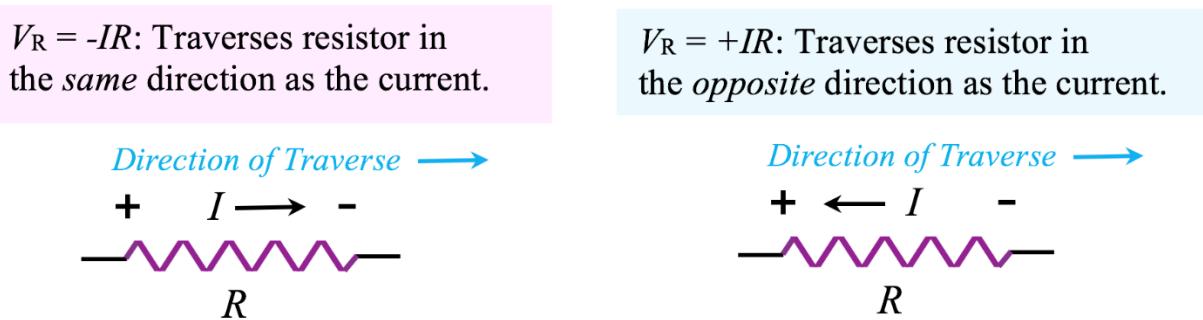 VR = -IR: Traverses resistor in
the same direction as the current.
Direction of Traverse
+ I -
R
VR = +IR: Traverses resistor in
the opposite direction as the current.
Direction of Traverse
+ I -
R